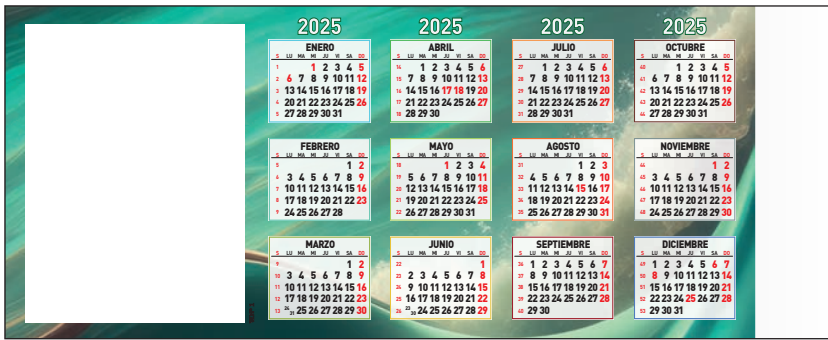 2025
2025
2025
2025
ENERO
S LU MA MI JU VI SA DO
1 1 2 3 4 5
2 6 7 8 9 10 11 12
3 13 14 15 16 17 18 19
4 20 21 22 23 24 25 26
5 27 28 29 30 31
ABRIL
S LU MA MI JU VI SA DO
14 1 2 3 4 5 6
15 7 8 9 10 11 12 13
16 14 15 16 17 18 19 20
17 21 22 23 24 25 26 27
18 28 29 30
JULIO
S LU MA MI JU VI SA DO
27 1 2 3 4 5 6
28 7 8 9 10 11 12 13
29 14 15 16 17 18 19 20
30 21 22 23 24 25 26 27
31 28 29 30 31
OCTUBRE
S LU MA MI JU VI SA DO
40 1 2 3 4 5
41 6 7 8 9 10 11 12
42 13 14 15 16 17 18 19
43 20 21 22 23 24 25 26
44 27 28 29 30 31
FEBRERO
S LU MA MI JU VI SA DO
5 1 2
6 3 4 5 6 7 8 9
7 10 11 12 13 14 15 16
8 17 18 19 20 21 22 23
9 24 25 26 27 28
MAYO
S LU MA MI JU VI SA DO
18 1 2 3 4
19 5 6 7 8 9 10 11
20 12 13 14 15 16 17 18
21 19 20 21 22 23 24 25
22 26 27 28 29 30 31
AGOSTO
S LU MA MI JU VI SA DO
31 1 2 3
32 4 5 6 7 8 9 10
33 11 12 13 14 15 16 17
34 18 19 20 21 22 23 24
35 25 26 27 28 29 30 31
NOVIEMBRE
S LU MA MI JU VI SA DO
44 1 2
45 3 4 5 6 7 8 9
46 10 11 12 13 14 15 16
47 17 18 19 20 21 22 23
48 24 25 26 27 28 29 30
MARZO
S LU MA MI JU VI SA DO
9 1 2
10 3 4 5 6 7 8 9
11 10 11 12 13 14 15 16
12 17 18 19 20 21 22 23
13 24 31 25 26 27 28 29 30
JUNIO
S LU MA MI JU VI SA DO
22 1
23 2 3 4 5 6 7 8
24 9 10 11 12 13 14 15
25 16 17 18 19 20 21 22
26 23 30 24 25 26 27 28 29
SEPTIEMBRE
S LU MA MI JU VI SA DO
36 1 2 3 4 5 6 7
37 8 9 10 11 12 13 14
38 15 16 17 18 19 20 21
39 22 23 24 25 26 27 28
40 29 30
DICIEMBRE
S LU MA MI JU VI SA DO
49 1 2 3 4 5 6 7
50 8 9 10 11 12 13 14
51 15 16 17 18 19 20 21
52 22 23 24 25 26 27 28
53 29 30 31